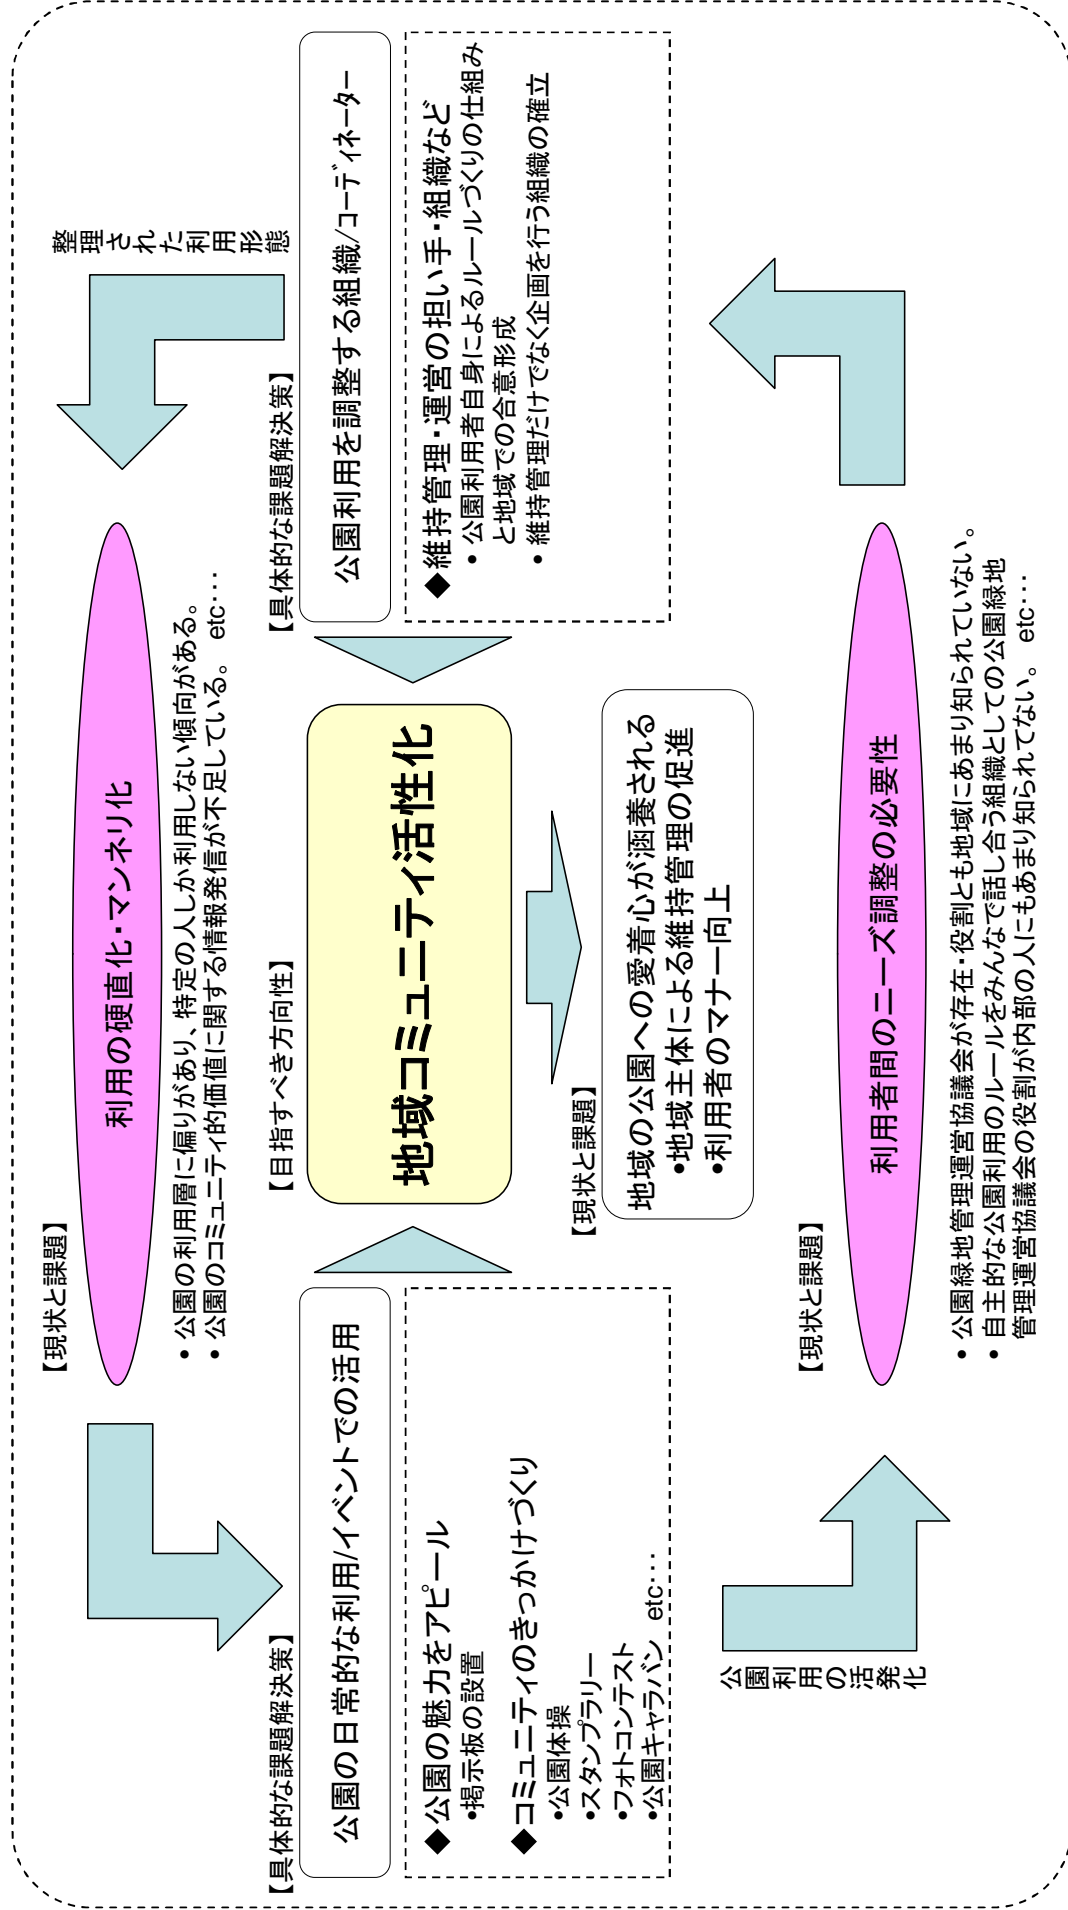 【現状と課題】
利用の硬直化・マンネリ化
• 公園の利用層に偏りがあり、特定の人しか利用しない傾向がある。
• 公園のコミュニティ的価値に関する情報発信が不足している。 etc･･･
【具体的な課題解決策】
公園の日常的な利用/イベントでの活用
◆公園の魅力をアピール
•掲示板の設置
◆コミュニティのきっかけづくり
•公園体操
•スタンプラリー
•フォトコンテスト
•公園キャラバン etc･･･
【目指すべき方向性】
地域コミュニティ活性化
【現状と課題】
地域の公園への愛着心が涵養される
•地域主体による維持管理の促進
•利用者のマナー向上
整理された利用形態
【具体的な課題解決策】
公園利用を調整する組織/コーディネーター
◆維持管理・運営の担い手・組織など
• 公園利用者自身によるルールづくりの仕組み
と地域での合意形成
• 維持管理だけでなく企画を行う組織の確立
公園利用の活発化
【現状と課題】
利用者間のニーズ調整の必要性
• 公園緑地管理運営協議会が存在・役割とも地域にあまり知られていない。
• 自主的な公園利用のルールをみんなで話し合う組織としての公園緑地
管理運営協議会の役割が内部の人にもあまり知られてない。 etc･･･